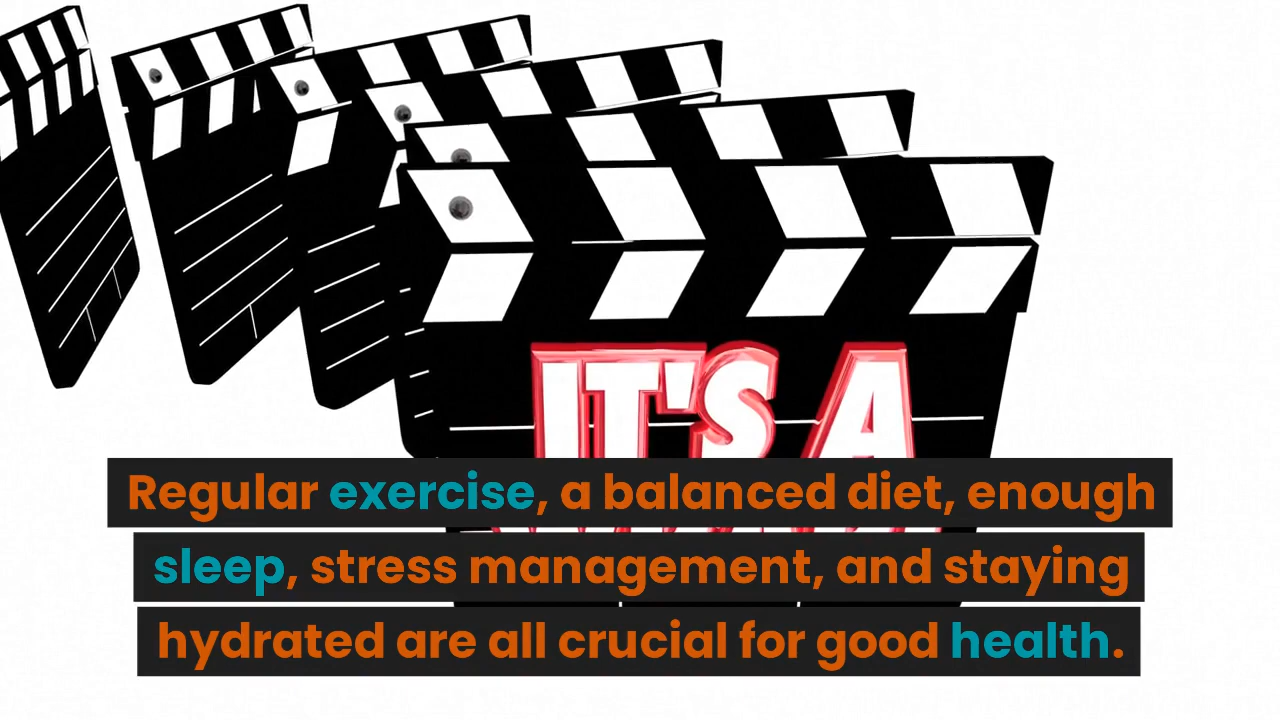 IT'S A
Regular exercise, a balanced diet, enough
sleep, stress management, and staying
hydrated are all crucial for good health.